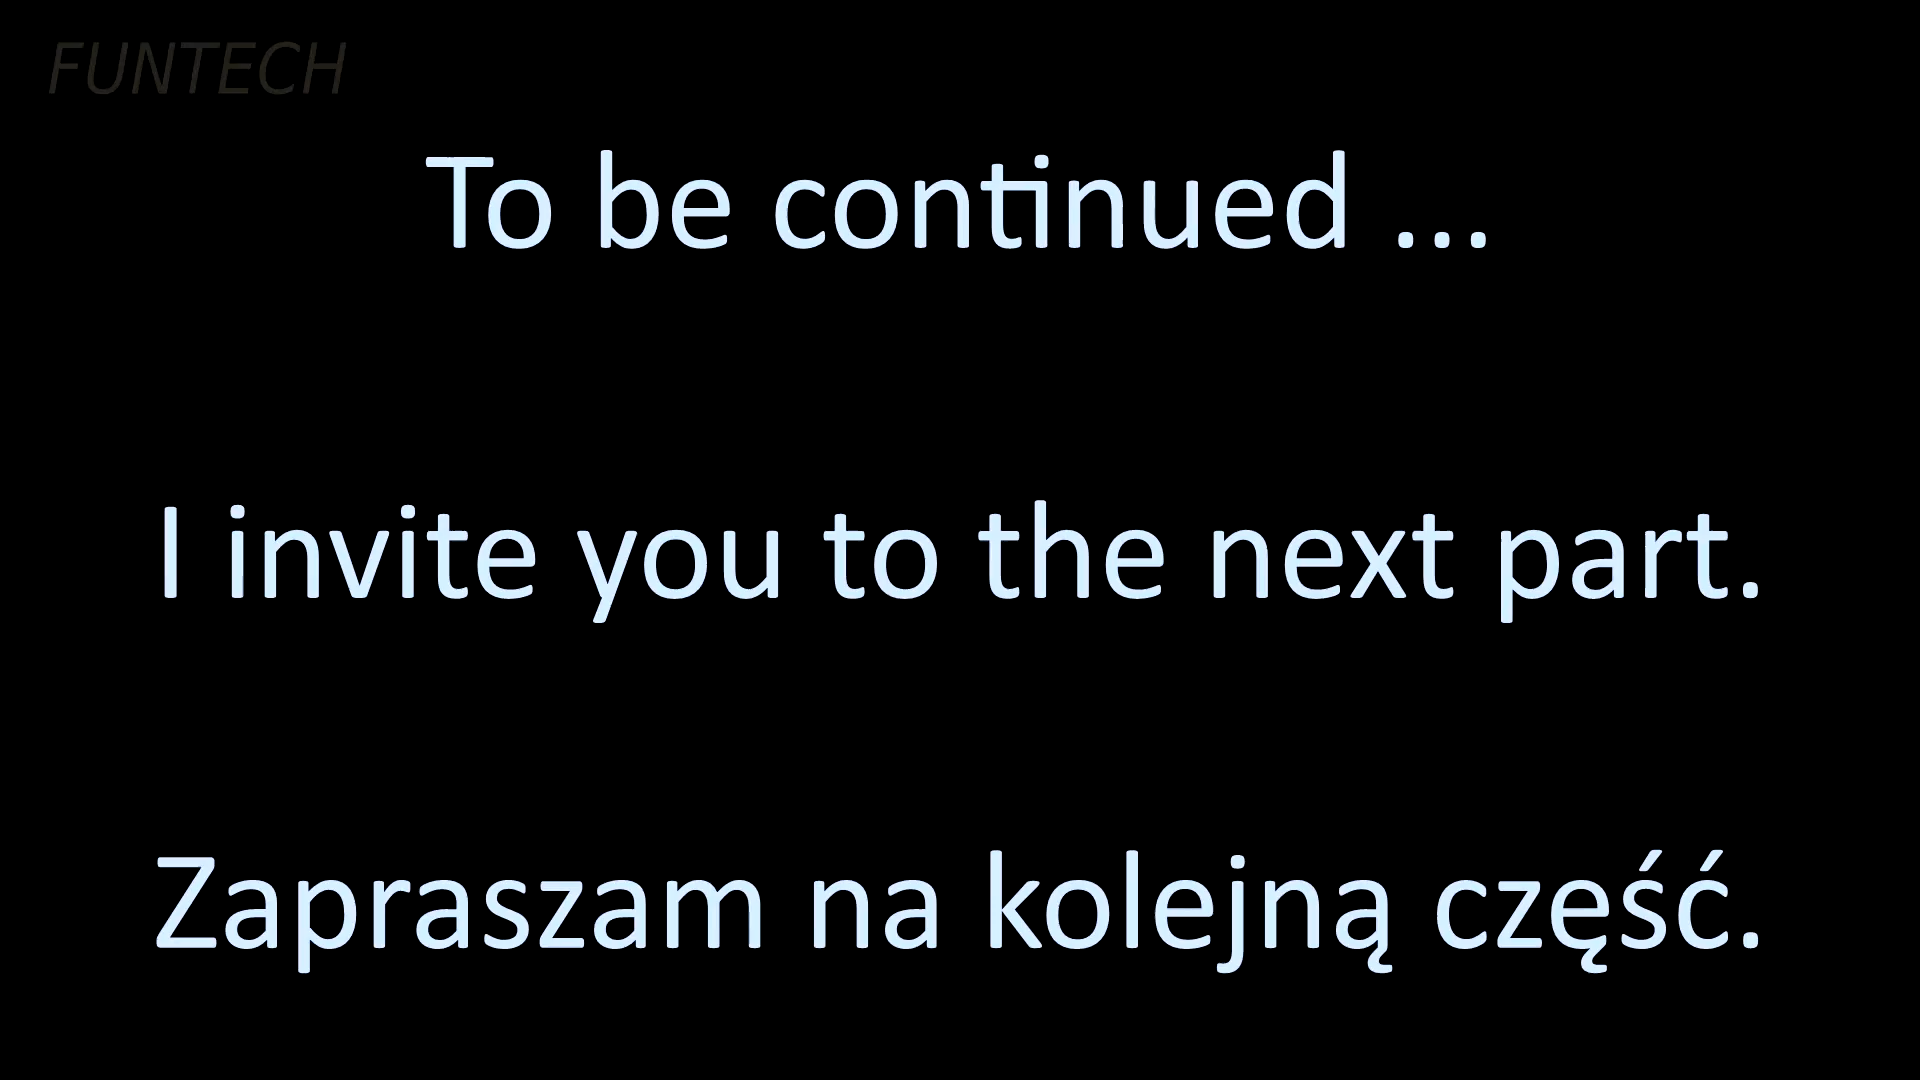 FUNTECH
To be continued ...
I invite you to the next part.
Zapraszam na kolejną część.